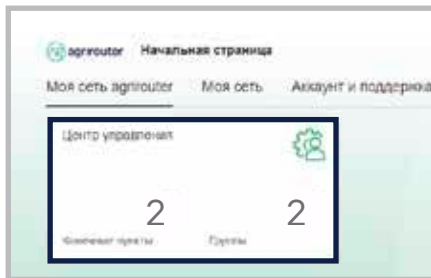 agrirouter Начальная страница
Моя сеть agrirouter Моя сеть Аккаунт и поддержка
Центр управления
2 2
Конечные пункты Группы